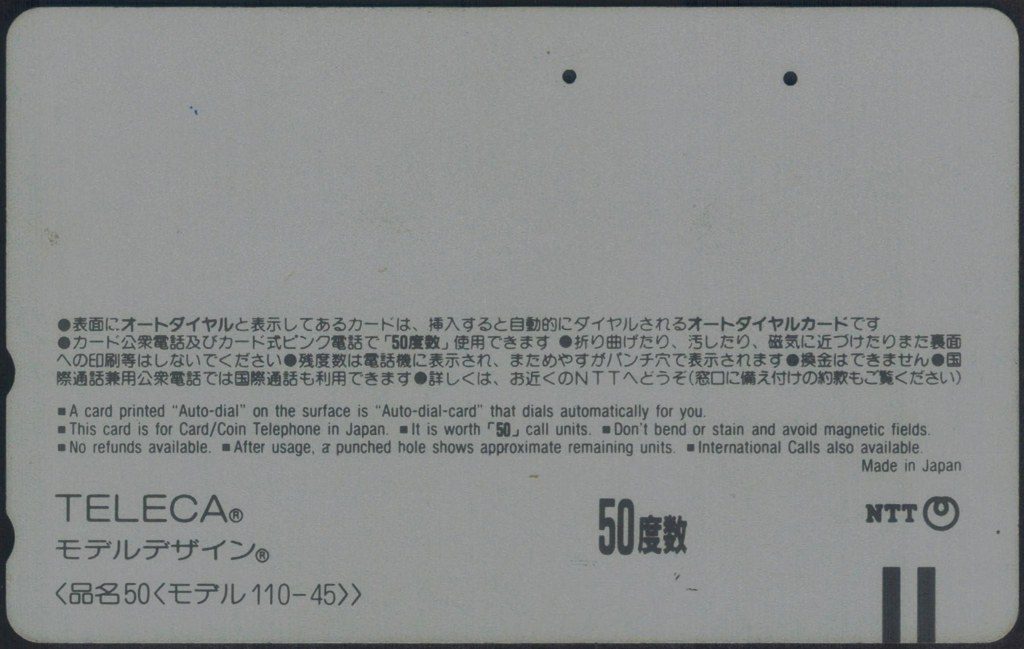 ●表面にオートダイヤルと表示してあるカードは、挿入すると自動的にダイヤルされるオートダイヤルカードです
●カード公衆電話及びカード式ピンク電話で「50度数」使用できます ●折り曲げたり、汚したり、磁気に近づけたりまた裏面
への印刷等はしないでください●残度数は電話機に表示され、まためやすがパンチ穴で表示されます●換金はできません●国
際通話兼用公衆電話では国際通話も利用できます●詳しくは、お近くのNTTへどうぞ(窓口に備え付けの約款もご覧ください)
■A card printed "Auto-dial" on the surface is "Auto-dial-card" that dials automatically for you.
■This card is for Card/Coin Telephone in Japan. ■It is worth 「50」 call units. ■Don't bend or stain and avoid magnetic fields.
■No refunds available. ■After usage, a punched hole shows approximate remaining units. ■International Calls also available.
Made in Japan
TELECA®
モデルデザイン®
〈品名50〈モデル110-45〉〉
50度数
NTT